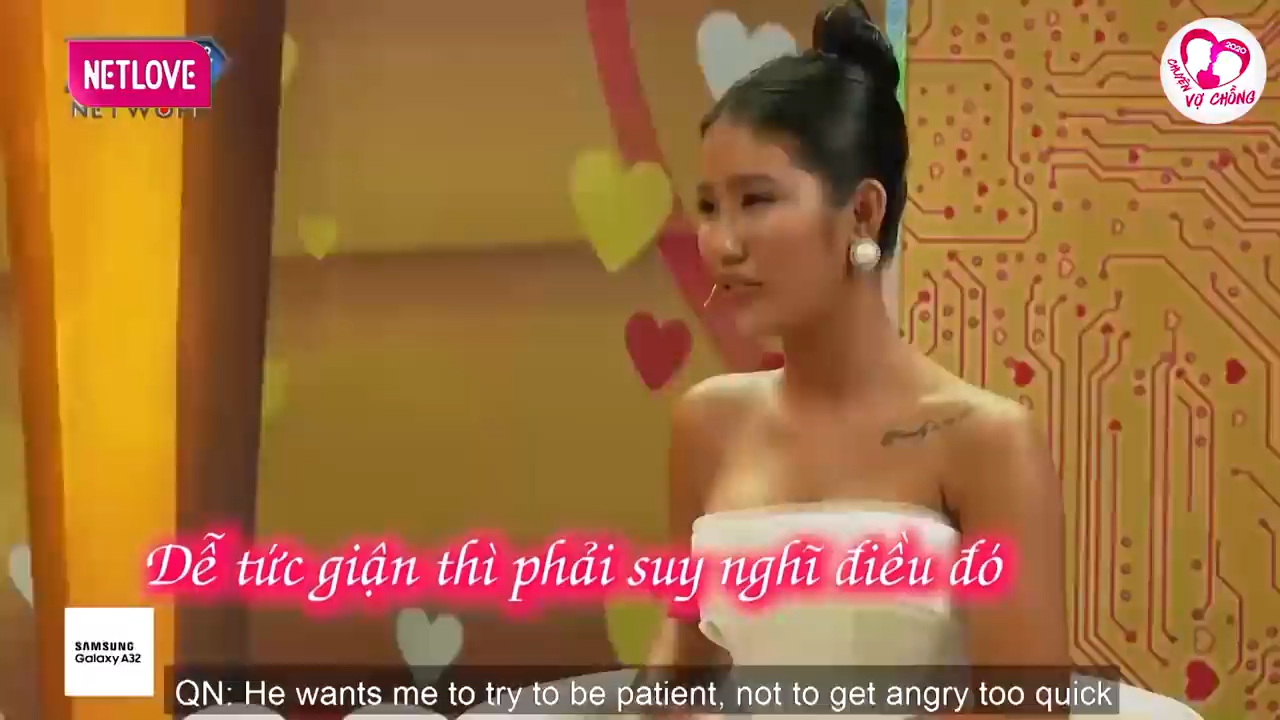 NETLOVE
NETWORK
2020
CHUYỆN
VỢ CHỒNG
Dễ tức giận thì phải suy nghĩ điều đó
SAMSUNG
Galaxy A32
QN: He wants me to try to be patient, not to get angry too quick